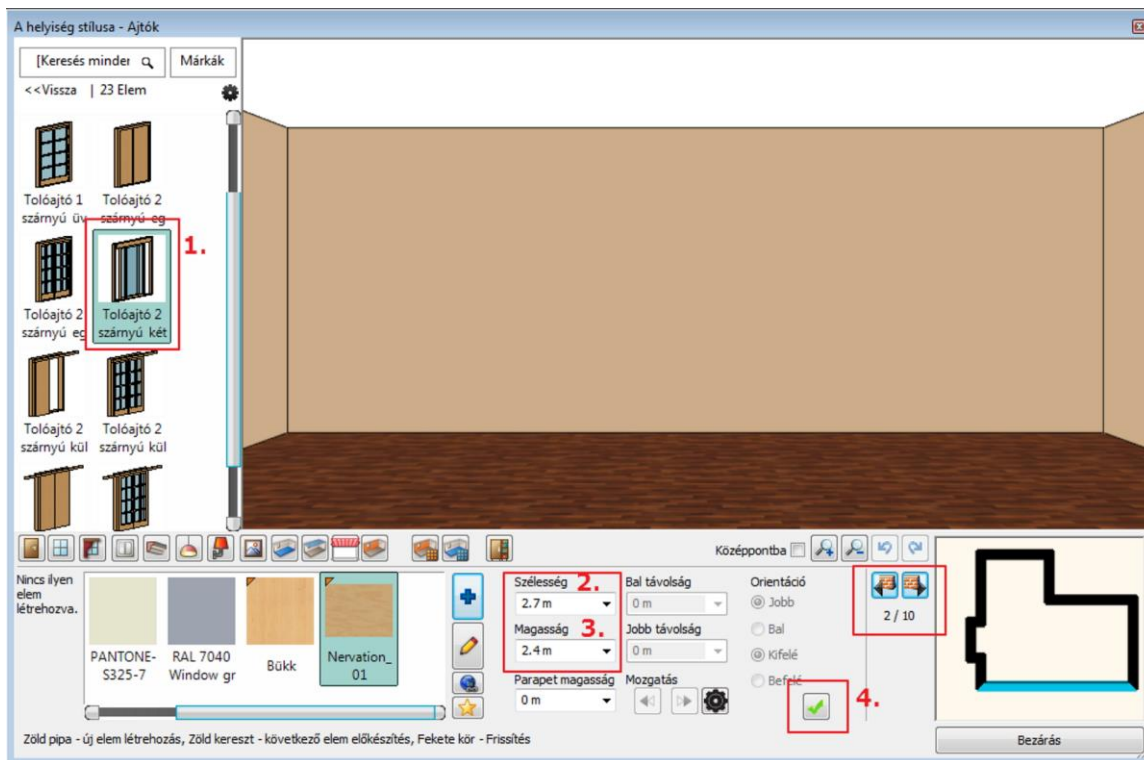 A helyiség stílusa - Ajtók
[Keresés minder
Márkák
<<Vissza | 23 Elem
Tolóajtó 1
szárnyú üv
Tolóajtó 2
szárnyú eg
Tolóajtó 2
szárnyú eg
1.
Tolóajtó 2
szárnyú két
Tolóajtó 2
szárnyú kül
Tolóajtó 2
szárnyú kül
Középpontba
Nincs ilyen
elem
létrehozva.
PANTONE-
S325-7
RAL 7040
Window gr
Bükk
Nervation_
01
Szélesség 2.
2.7 m
Magasság 3.
2.4 m
Parapet magasság
0 m
Bal távolság
0 m
Jobb távolság
0 m
Mozgatás
Orientáció
Jobb
Bal
Kifelé
Befelé
4.
2 / 10
Zöld pipa - új elem létrehozás, Zöld kereszt - következő elem előkészítés, Fekete kör - Frissítés
Bezárás